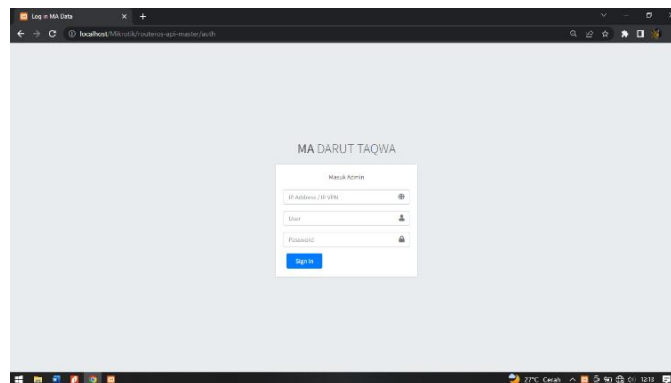 Log in MA Data
localhost/Mikrotik/routeros-api-master/auth
MA DARUT TAQWA
Masuk Admin
IP Address / IP VPN
User
Password
Sign In
27°C Cerah
12:13